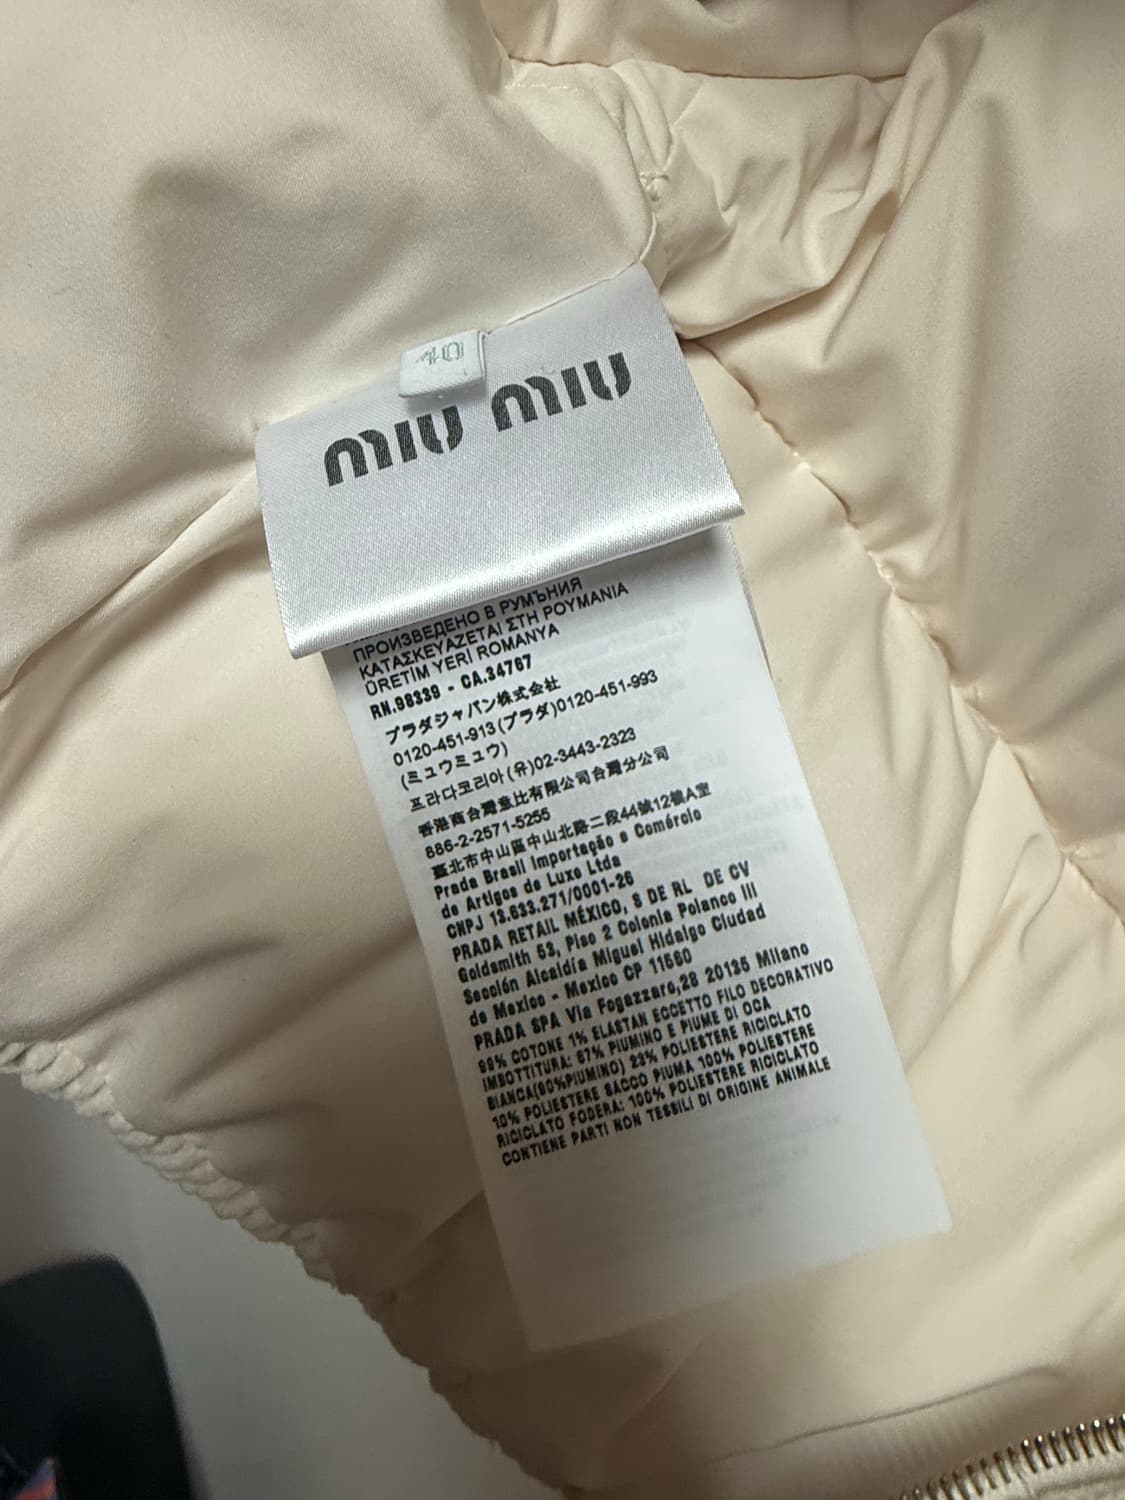 40
MIU MIU
ПРОИЗВЕДЕНО В РУМЪНИЯ
ΚΑΤΑΣΚΕΥΑΖΕΤΑΙ ΣΤΗ ΡΟΥΜΑΝΙΑ
ÜRETİM YERİ ROMANYA
RN.98339 - CA.34767
プラダジャパン株式会社
0120-451-913(プラダ)0120-451-993
(ミュウミュウ)
프라다코리아(유)02-3443-2323
香港商台灣意比有限公司台灣分公司
886-2-2571-5255
臺北市中山區中山北路二段44號12樓A室
Prada Brasil Importação e Comércio
de Artigos de Luxo Ltda
CNPJ 13.633.271/0001-26
PRADA RETAIL MÉXICO, S DE RL DE CV
Goldsmith 53, Piso 2 Colonia Polanco III
Sección Alcaldía Miguel Hidalgo Ciudad
de Mexico - Mexico CP 11560
PRADA SPA Via Fogazzaro,28 20135 Milano
99% COTONE 1% ELASTAN ECCETTO FILO DECORATIVO
IMBOTTITURA: 67% PIUMINO E PIUME DI OCA
BIANCA(90%PIUMINO) 23% POLIESTERE RICICLATO
10% POLIESTERE SACCO PIUMA 100% POLIESTERE
RICICLATO FODERA: 100% POLIESTERE RICICLATO
CONTIENE PARTI NON TESSILI DI ORIGINE ANIMALE